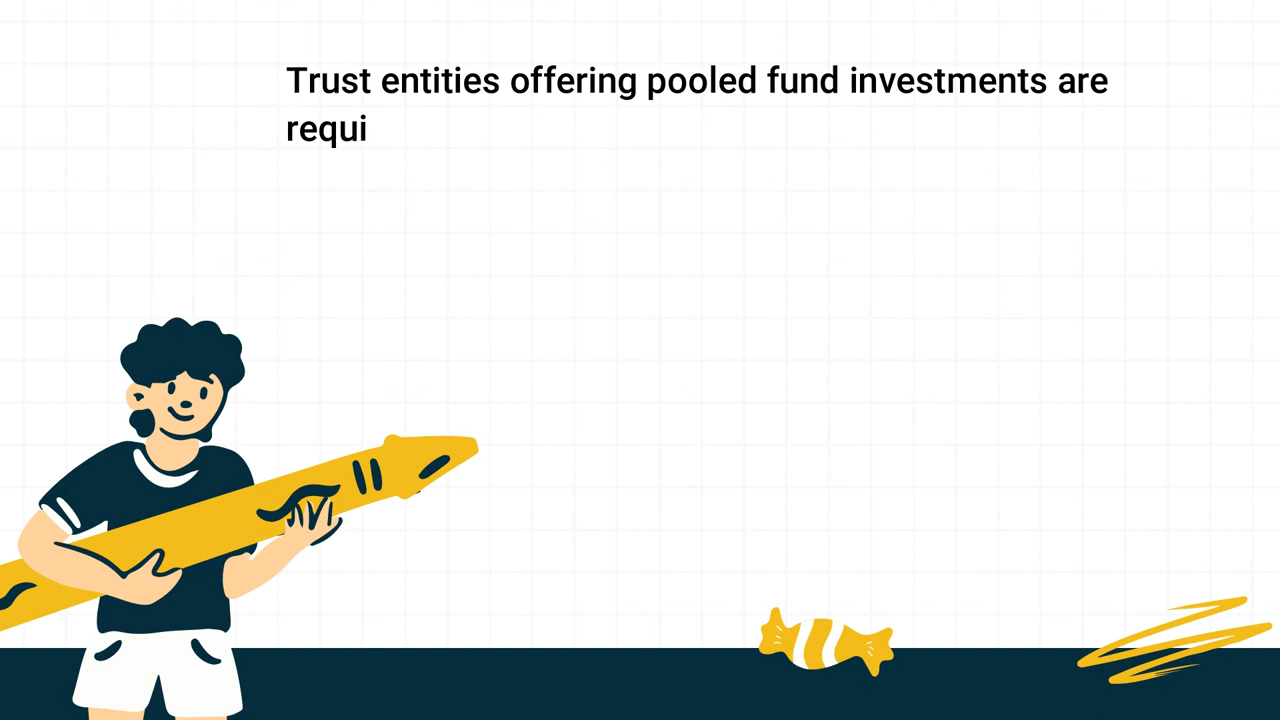 Trust entities offering pooled fund investments are
requi